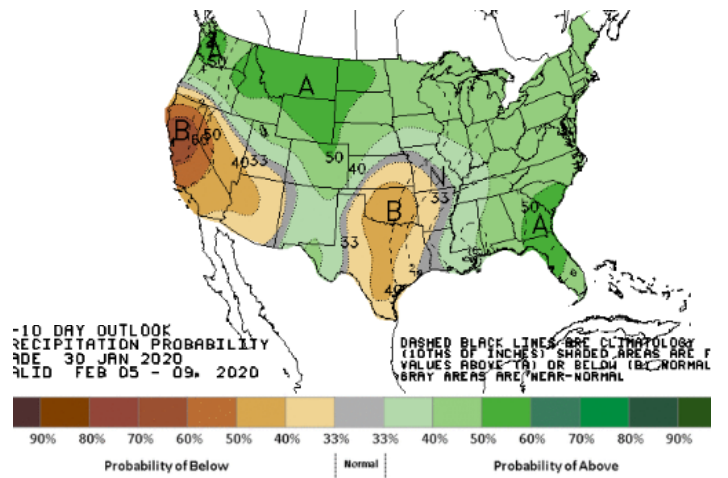 A
A
B
50
50
40
33
50
40
N
33
B
33
40
50
A
-10 DAY OUTLOOK
RECIPITATION PROBABILITY
ADE 30 JAN 2020
ALID FEB 05 - 09, 2020
DASHED BLACK LINES ARE CLIMATOLOGY
(10THS OF INCHES) SHADED AREAS ARE F
VALUES ABOVE (A) OR BELOW (B) NORMAL
GRAY AREAS ARE NEAR-NORMAL
90% 80% 70% 60% 50% 40% 33% 33% 40% 50% 60% 70% 80% 90%
Probability of Below Normal Probability of Above